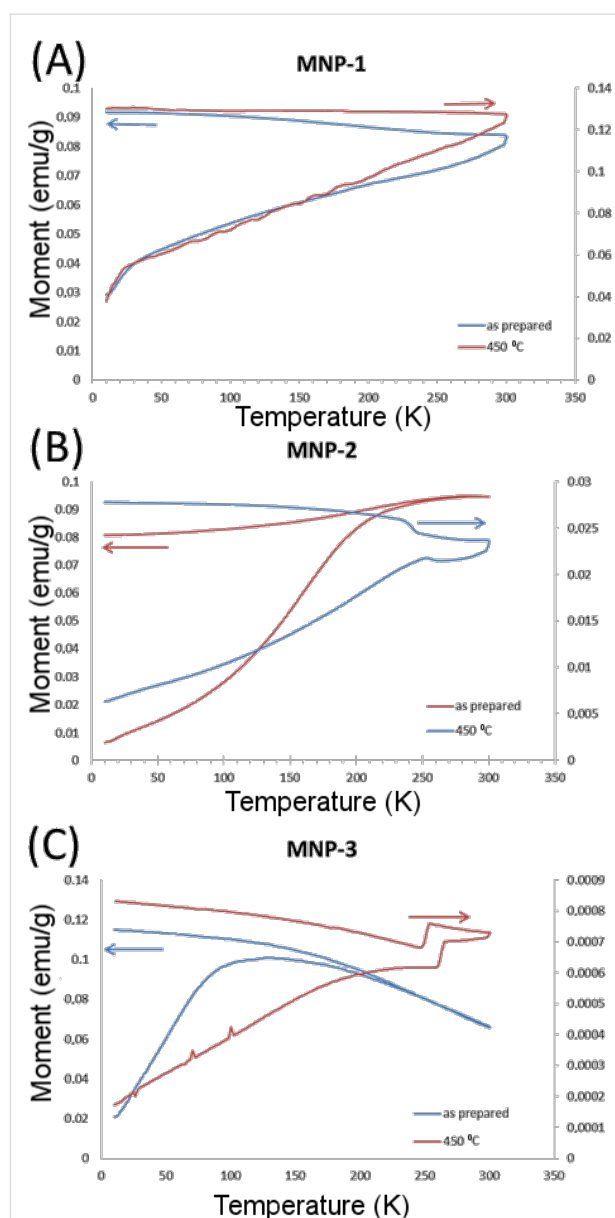 (A)
MNP-1
0.1
0.09
0.08
0.07
0.06
0.05
0.04
0.03
0.02
0.01
0
0.14
0.12
0.1
0.08
0.06
0.04
0.02
0
Moment (emu/g)
as prepared
450 ⁰C
0 50 100 150 200 250 300 350
Temperature (K)
(B)
MNP-2
0.1
0.09
0.08
0.07
0.06
0.05
0.04
0.03
0.02
0.01
0
0.03
0.025
0.02
0.015
0.01
0,005
0
Moment (emu/g)
as prepared
450 ⁰C
0 50 100 150 200 250 300 350
Temperature (K)
(C)
MNP-3
0.14
0.12
0.1
0.08
0.06
0.04
0.02
0
0.0009
0.0008
0.0007
0.0006
0.0005
0.0004
0.0003
0.0002
0.0001
0
Moment (emu/g)
as prepared
450 ⁰C
0 50 100 150 200 250 300 350
Temperature (K)